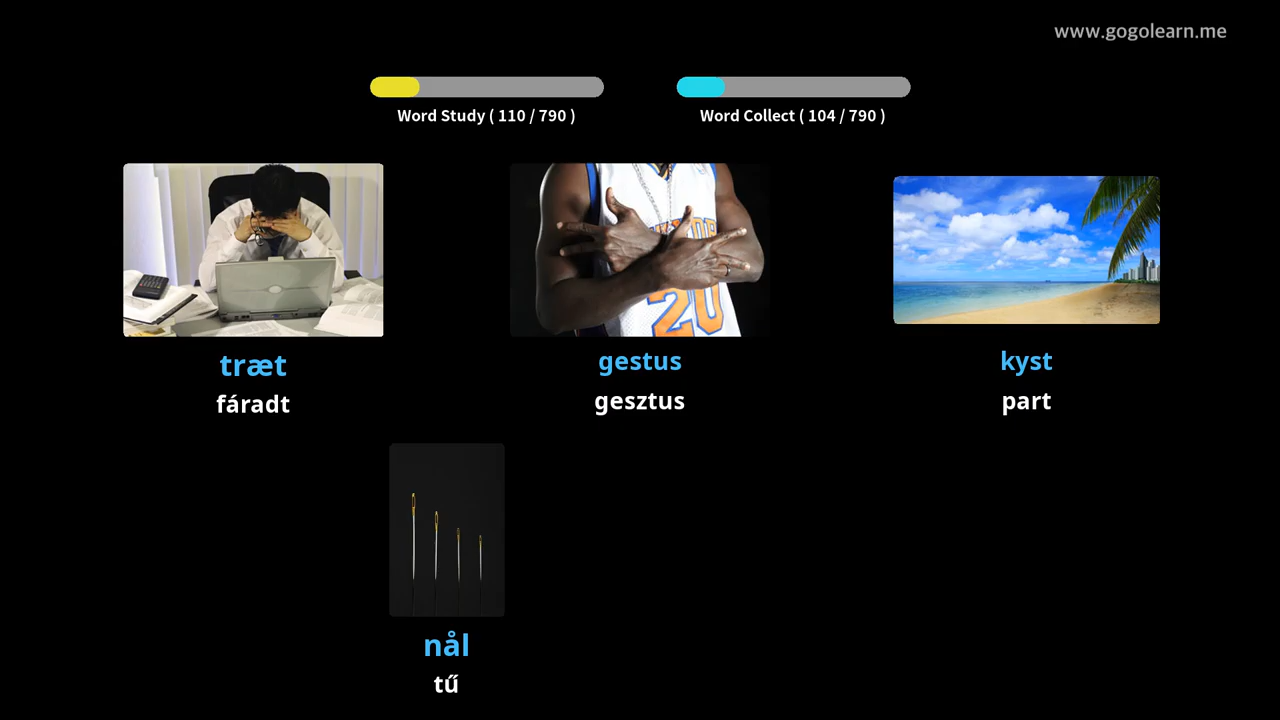 www.gogolearn.me
Word Study ( 110 / 790 )
Word Collect ( 104 / 790 )
træt
fáradt
gestus
gesztus
kyst
part
20
nål
tű